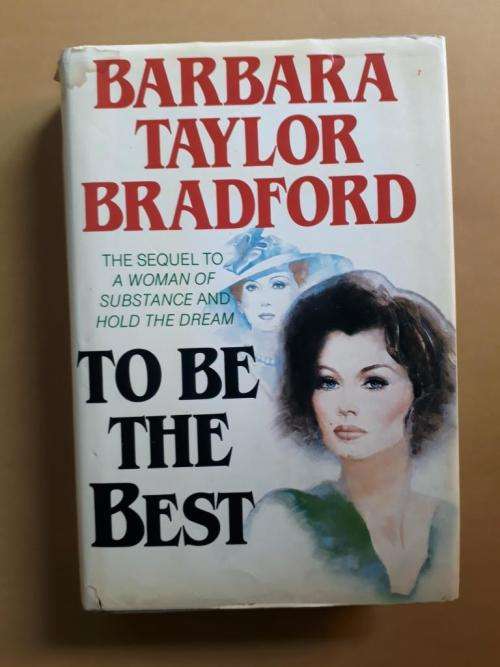 BARBARA
TAYLOR
BRADFORD
THE SEQUEL TO
A WOMAN OF
SUBSTANCE AND
HOLD THE DREAM
TO BE
THE
BEST